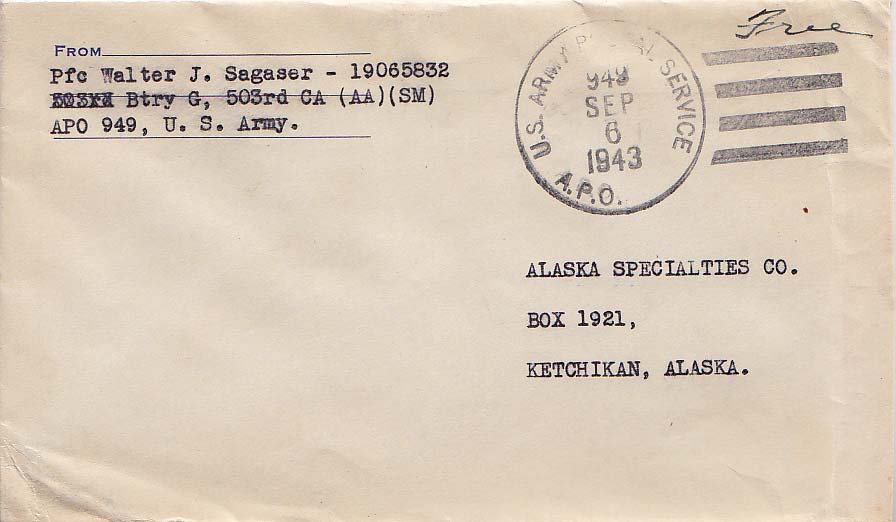 FROM
Pfc Walter J. Sagaser - 19065832
Btry G, 503rd CA (AA)(SM)
APO 949, U. S. Army.
Free
U.S. ARMY POSTAL SERVICE
949
SEP
6
1943
A.P.O.
ALASKA SPECIALTIES CO.
BOX 1921,
KETCHIKAN, ALASKA.